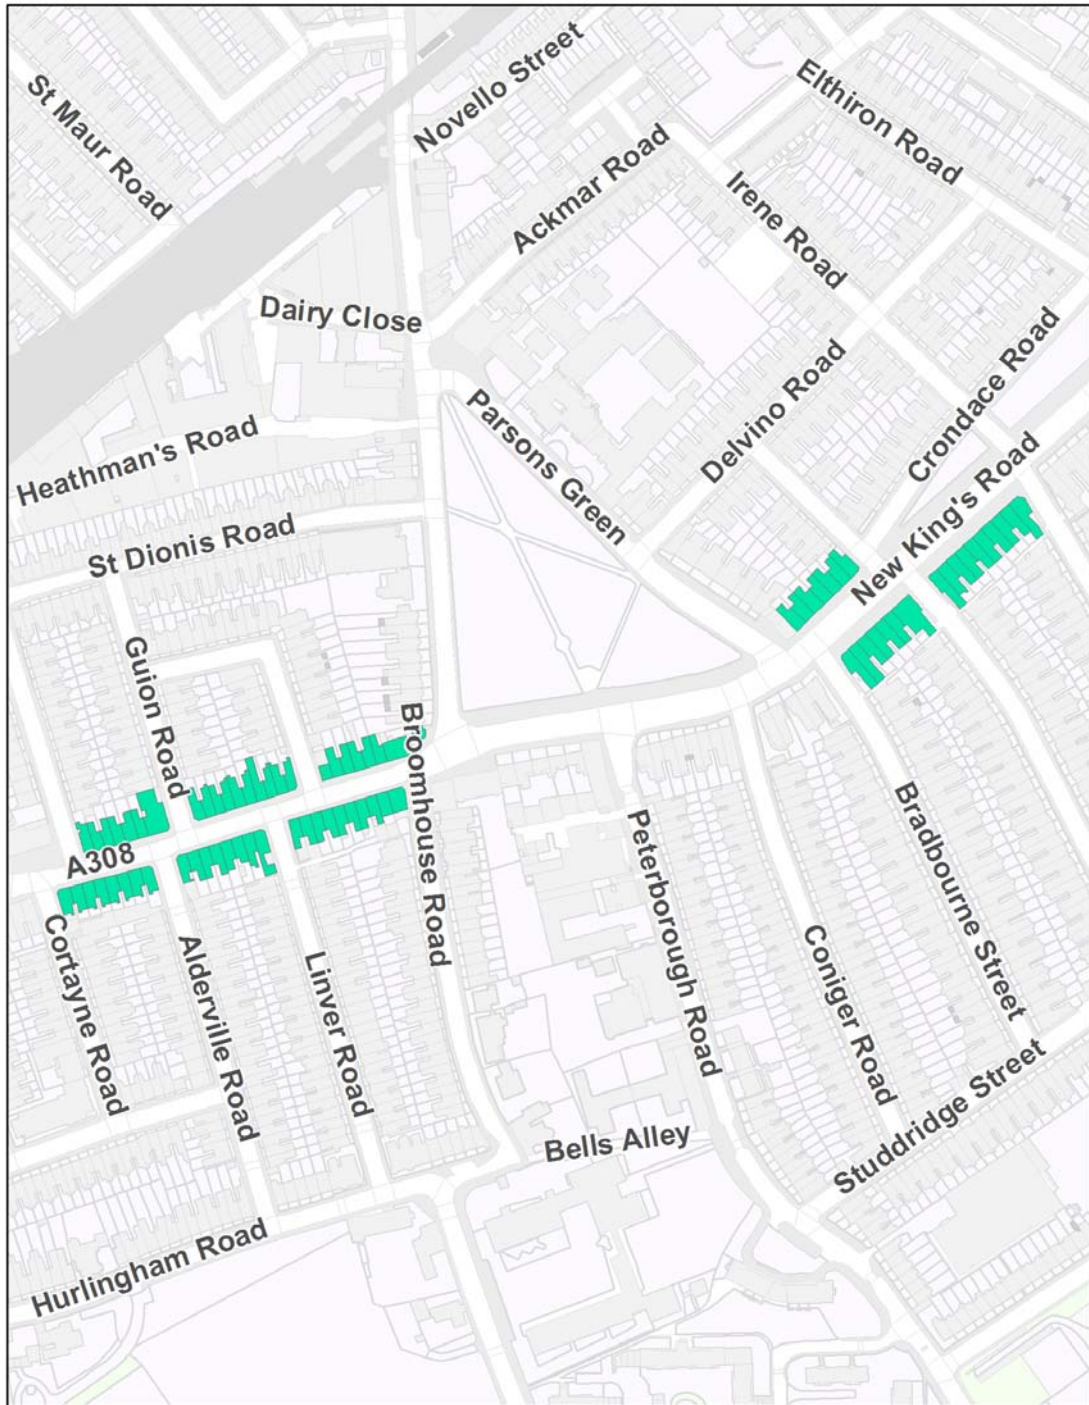 St Maur Road
Novello Street
Elthiron Road
Ackmar Road
Irene Road
Dairy Close
Parsons Green
Delvino Road
Crondace Road
Heathman's Road
New King's Road
St Dionis Road
Guion Road
Broomhouse Road
A308
Peterborough Road
Bradbourne Street
Cortayne Road
Alderville Road
Linver Road
Coniger Road
Studdridge Street
Bells Alley
Hurlingham Road